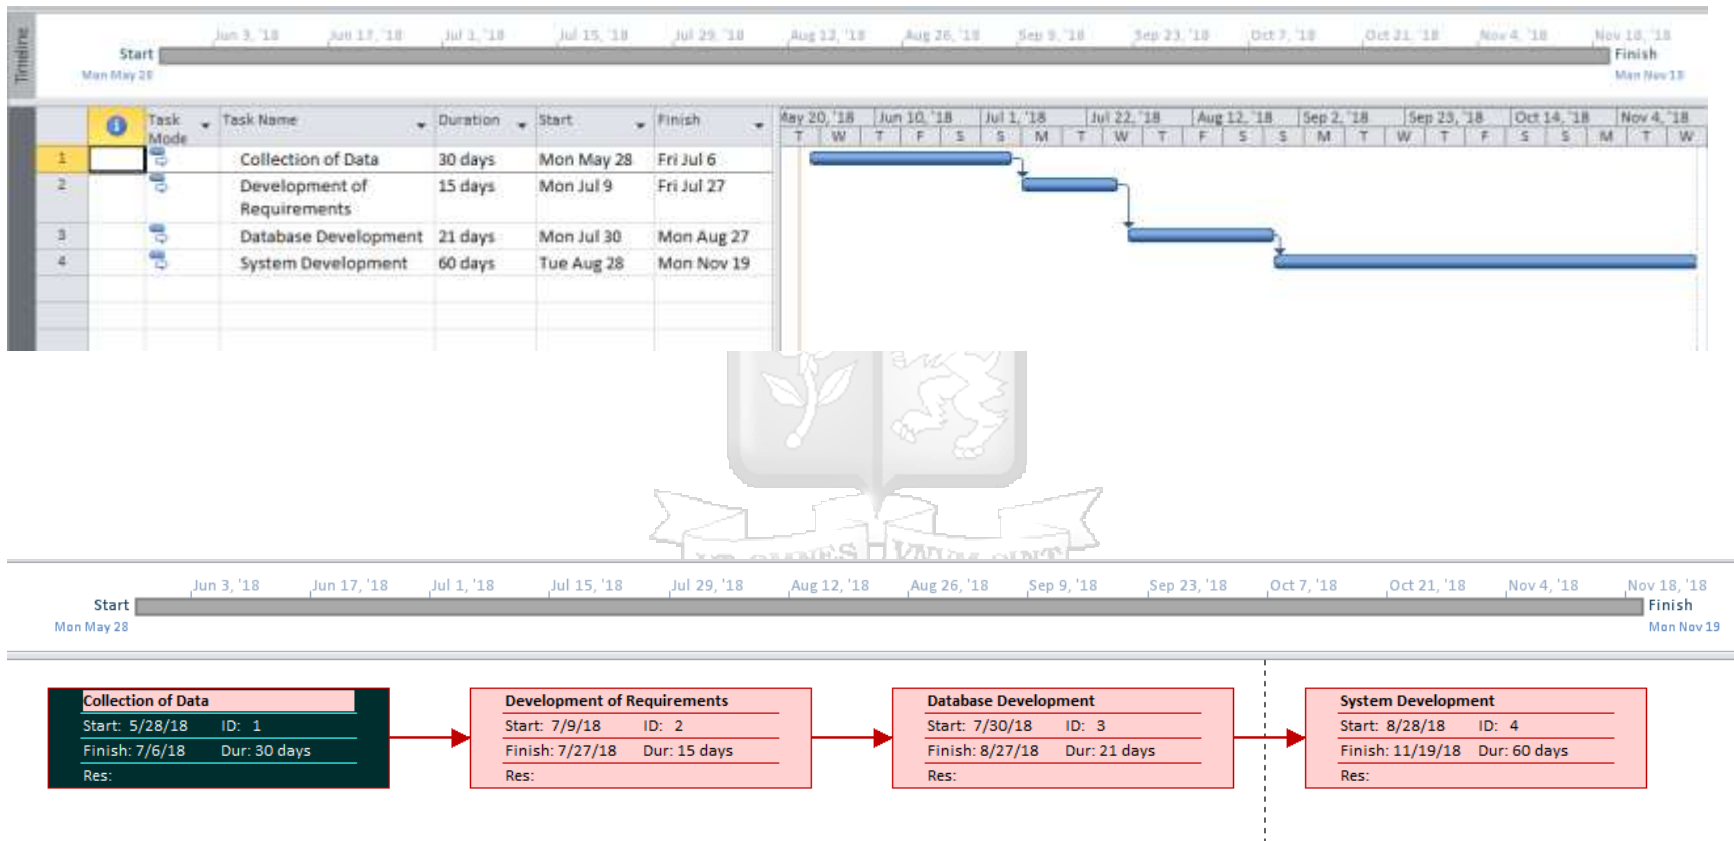 Timeline
Jun 3, '18 Jun 17, '18 Jul 1, '18 Jul 15, '18 Jul 29, '18 Aug 12, '18 Aug 26, '18 Sep 9, '18 Sep 23, '18 Oct 7, '18 Oct 21, '18 Nov 4, '18 Nov 18, '18
Start Finish
Mon May 28 Mon Nov 19
Task Mode Task Name Duration Start Finish
May 20, '18 Jun 10, '18 Jul 1, '18 Jul 22, '18 Aug 12, '18 Sep 2, '18 Sep 23, '18 Oct 14, '18 Nov 4, '18
T W T F S S M T W T F S S M T W T F S S M T W
1 Collection of Data 30 days Mon May 28 Fri Jul 6
2 Development of Requirements 15 days Mon Jul 9 Fri Jul 27
3 Database Development 21 days Mon Jul 30 Mon Aug 27
4 System Development 60 days Tue Aug 28 Mon Nov 19
UT OMNES VNUM SINT
Jun 3, '18 Jun 17, '18 Jul 1, '18 Jul 15, '18 Jul 29, '18 Aug 12, '18 Aug 26, '18 Sep 9, '18 Sep 23, '18 Oct 7, '18 Oct 21, '18 Nov 4, '18 Nov 18, '18
Start Finish
Mon May 28 Mon Nov 19
Collection of Data
Start: 5/28/18 ID: 1
Finish: 7/6/18 Dur: 30 days
Res:
Development of Requirements
Start: 7/9/18 ID: 2
Finish: 7/27/18 Dur: 15 days
Res:
Database Development
Start: 7/30/18 ID: 3
Finish: 8/27/18 Dur: 21 days
Res:
System Development
Start: 8/28/18 ID: 4
Finish: 11/19/18 Dur: 60 days
Res: